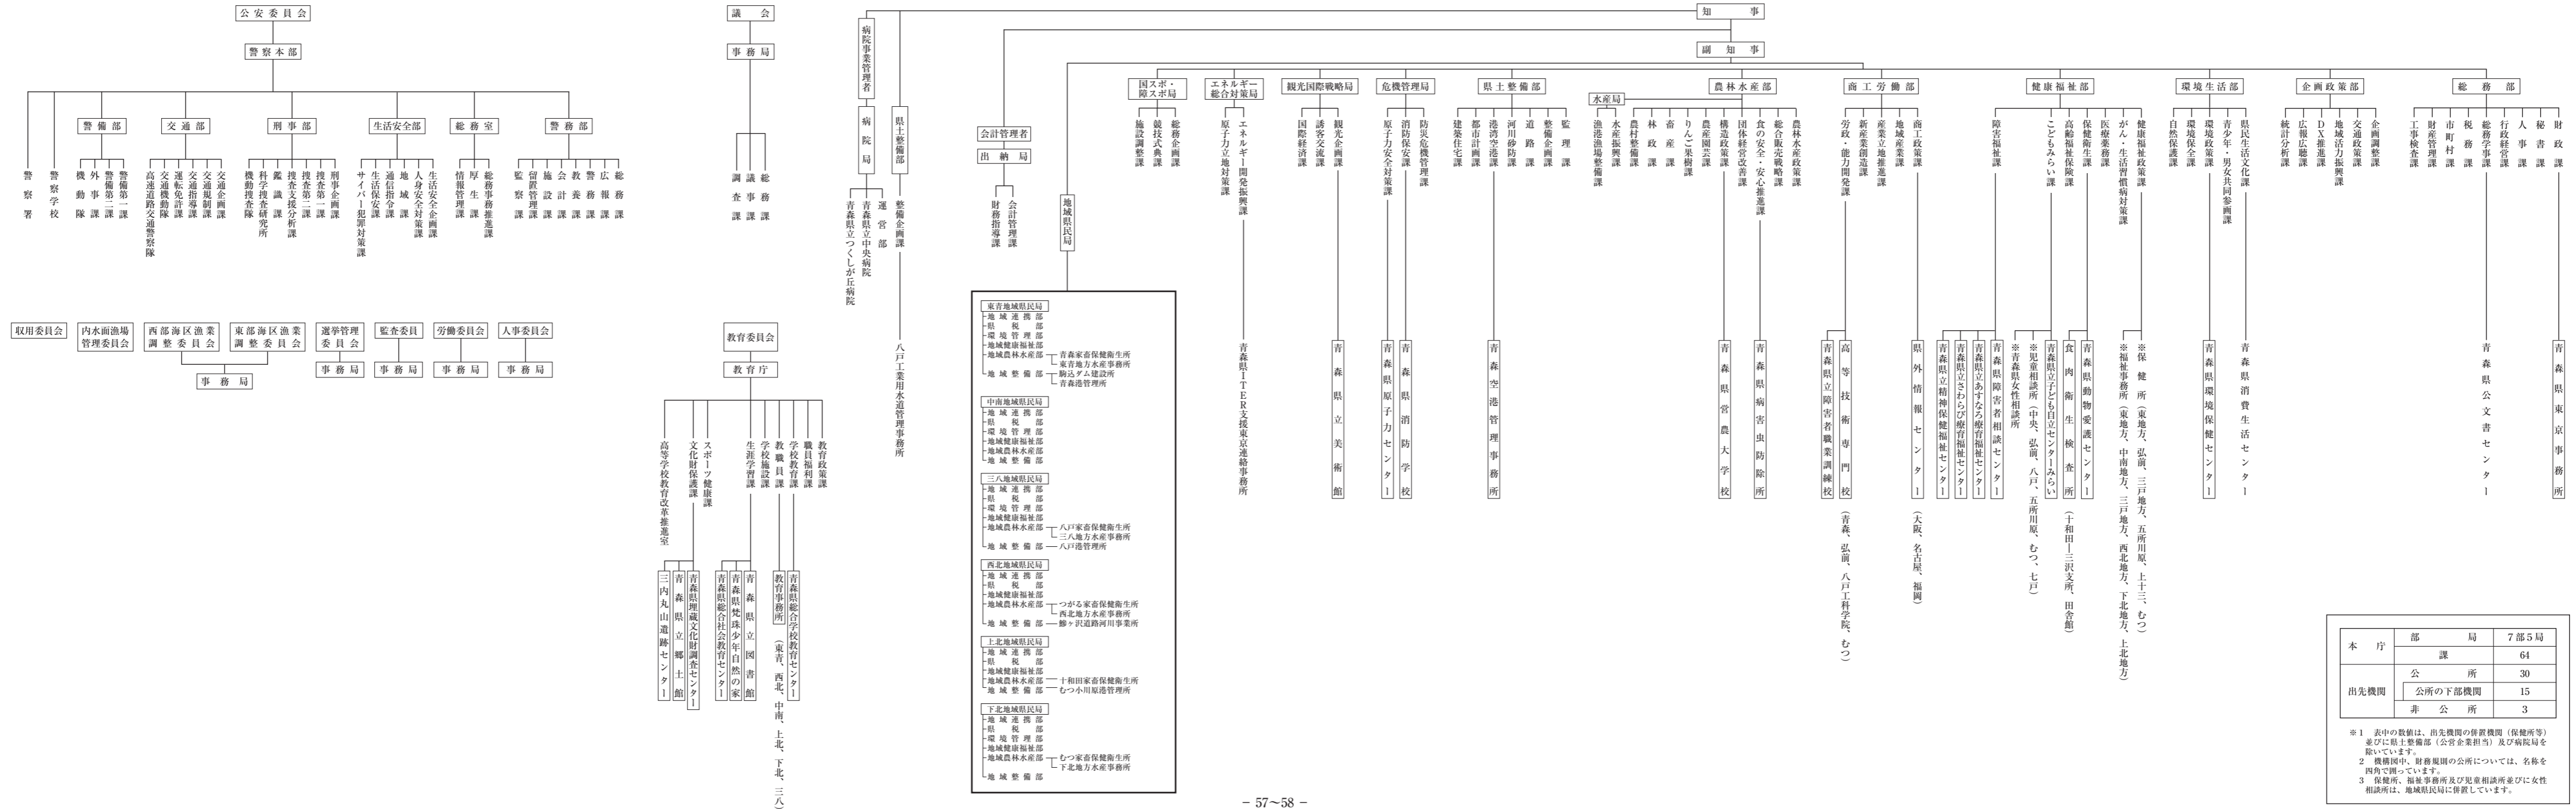 公安委員会
警察本部
警備部
交通部
刑事部
生活安全部
総務室
警務部
警察署
警察学校
機動隊
外事課
警備第二課
警備第一課
高速道路交通警察隊
交通機動隊
運転免許課
交通指導課
交通規制課
交通企画課
機動捜査隊
科学捜査研究所
鑑識課
捜査支援分析課
捜査第二課
捜査第一課
刑事企画課
サイバー犯罪対策課
生活保安課
通信指令課
地域課
人身安全対策課
生活安全企画課
情報管理課
厚生課
総務事務推進課
監察課
留置管理課
施設課
会計課
教養課
警務課
広報課
総務課
収用委員会
内水面漁場
管理委員会
西部海区漁業
調整委員会
東部海区漁業
調整委員会
事務局
選挙管理
委員会
事務局
監査委員
事務局
労働委員会
事務局
人事委員会
事務局
議会
事務局
調査課
議事課
総務課
教育委員会
教育庁
高等学校教育改革推進室
文化財保護課
スポーツ健康課
生涯学習課
学校施設課
教職員課
学校教育課
職員福利課
教育政策課
三内丸山遺跡センター
青森県立郷土館
青森県埋蔵文化財調査センター
青森県総合社会教育センター
青森県梵珠少年自然の家
青森県立図書館
教育事務所(東青、西北、中南、上北、下北、三八)
青森県総合学校教育センター
知事
副知事
病院事業管理者
病院局
青森県立つくしが丘病院
青森県立中央病院
運営部
県土整備部
整備企画課
八戸工業用水道管理事務所
会計管理者
出納局
財務指導課
会計管理課
地域県民局
東青地域県民局
地域連携部
県税部
環境管理部
地域健康福祉部
地域農林水産部 青森家畜保健衛生所
東青地方水産事務所
地域整備部 駒込ダム建設所
青森港管理所
中南地域県民局
地域連携部
県税部
環境管理部
地域健康福祉部
地域農林水産部
地域整備部
三八地域県民局
地域連携部
県税部
環境管理部
地域健康福祉部
地域農林水産部 八戸家畜保健衛生所
三八地方水産事務所
地域整備部 八戸港管理所
西北地域県民局
地域連携部
県税部
地域健康福祉部
地域農林水産部 つがる家畜保健衛生所
西北地方水産事務所
地域整備部 鰺ヶ沢道路河川事業所
上北地域県民局
地域連携部
県税部
地域健康福祉部
地域農林水産部 十和田家畜保健衛生所
地域整備部 むつ小川原港管理所
下北地域県民局
地域連携部
県税部
環境管理部
地域健康福祉部
地域農林水産部 むつ家畜保健衛生所
下北地方水産事務所
地域整備部
国スポ・
障スポ局
施設調整課
競技式典課
総務企画課
エネルギー
総合対策局
原子力立地対策課
エネルギー開発振興課
青森県ITER支援東京連絡事務所
観光国際戦略局
国際経済課
誘客交流課
観光企画課
青森県立美術館
危機管理局
原子力安全対策課
消防保安課
防災危機管理課
青森県原子力センター
青森県消防学校
県土整備部
建築住宅課
都市計画課
港湾空港課
河川砂防課
道路課
整備企画課
監理課
青森空港管理事務所
農林水産部
水産局
漁港漁場整備課
水産振興課
農村整備課
林政課
畜産課
りんご果樹課
農産園芸課
構造政策課
団体経営改善課
食の安全・安心推進課
総合販売戦略課
農林水産政策課
青森県営農大学校
青森県病害虫防除所
商工労働部
労政・能力開発課
新産業創造課
産業立地推進課
地域産業課
商工政策課
青森県立障害者職業訓練校
高等技術専門校(青森、弘前、八戸工科学院、むつ)
県外情報センター(大阪、名古屋、福岡)
健康福祉部
障害福祉課
こどもみらい課
高齢福祉保険課
保健衛生課
医療薬務課
がん・生活習慣病対策課
健康福祉政策課
青森県立精神保健福祉センター
青森県立さわらび療育福祉センター
青森県立あすなろ療育福祉センター
青森県障害者相談センター
※青森県女性相談所
※児童相談所(中央、弘前、八戸、五所川原、むつ、七戸)
青森県立子ども自立センターみらい
食肉衛生検査所(十和田―三沢支所、田舎館)
青森県動物愛護センター
※福祉事務所(東地方、中南地方、三戸地方、西北地方、下北地方、上北地方)
※保健所(東地方、弘前、三戸地方、五所川原、上十三、むつ)
環境生活部
自然保護課
環境保全課
環境政策課
青少年・男女共同参画課
県民生活文化課
青森県環境保健センター
青森県消費生活センター
企画政策部
統計分析課
広報広聴課
DX推進課
地域活力振興課
交通政策課
企画調整課
総務部
工事検査課
財産管理課
市町村課
税務課
総務学事課
行政経営課
人事課
秘書課
財政課
青森県公文書センター
青森県東京事務所
本庁 部局 7部5局
課 64
出先機関 公所 30
公所の下部機関 15
非公所 3
※1 表中の数値は、出先機関の併置機関(保健所等)
並びに県土整備部(公営企業担当)及び病院局を
除いています。
2 機構図中、財務規則の公所については、名称を
四角で囲っています。
3 保健所、福祉事務所及び児童相談所並びに女性
相談所は、地域県民局に併置しています。
− 57～58 −